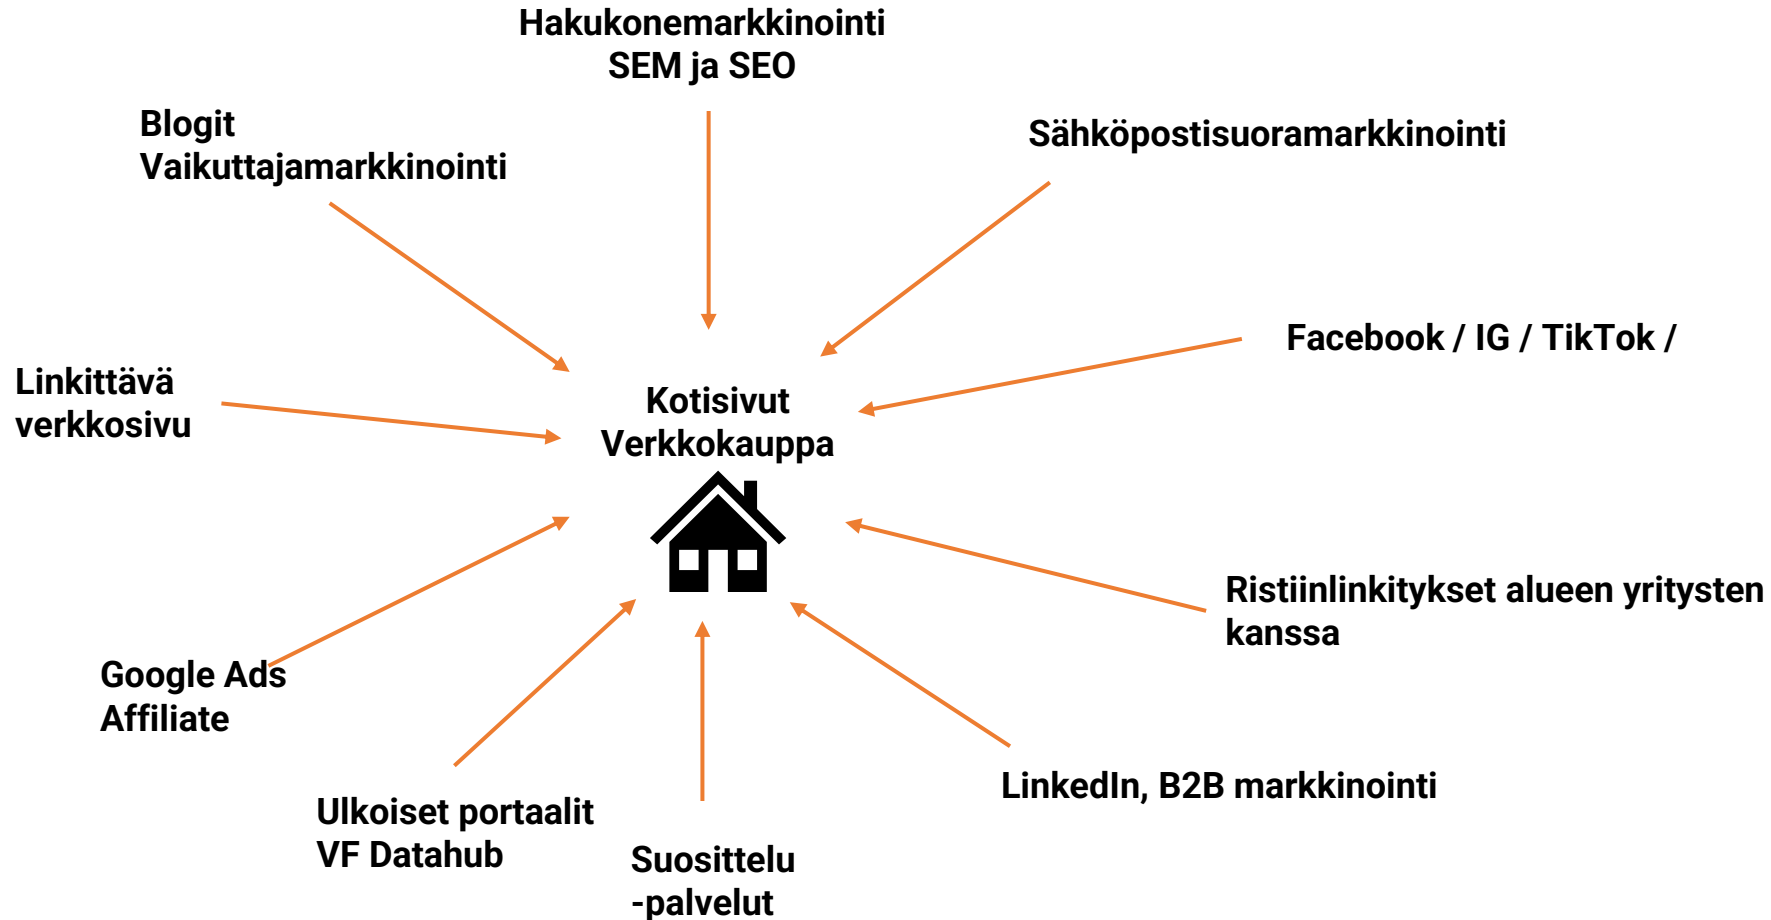 Hakukonemarkkinointi
SEM ja SEO
Blogit
Vaikuttajamarkkinointi
Sähköpostisuoramarkkinointi
Facebook / IG / TikTok /
Linkittävä
verkkosivu
Kotisivut
Verkkokauppa
Ristiinlinkitykset alueen yritysten
kanssa
Google Ads
Affiliate
LinkedIn, B2B markkinointi
Ulkoiset portaalit
VF Datahub
Suosittelu
-palvelut